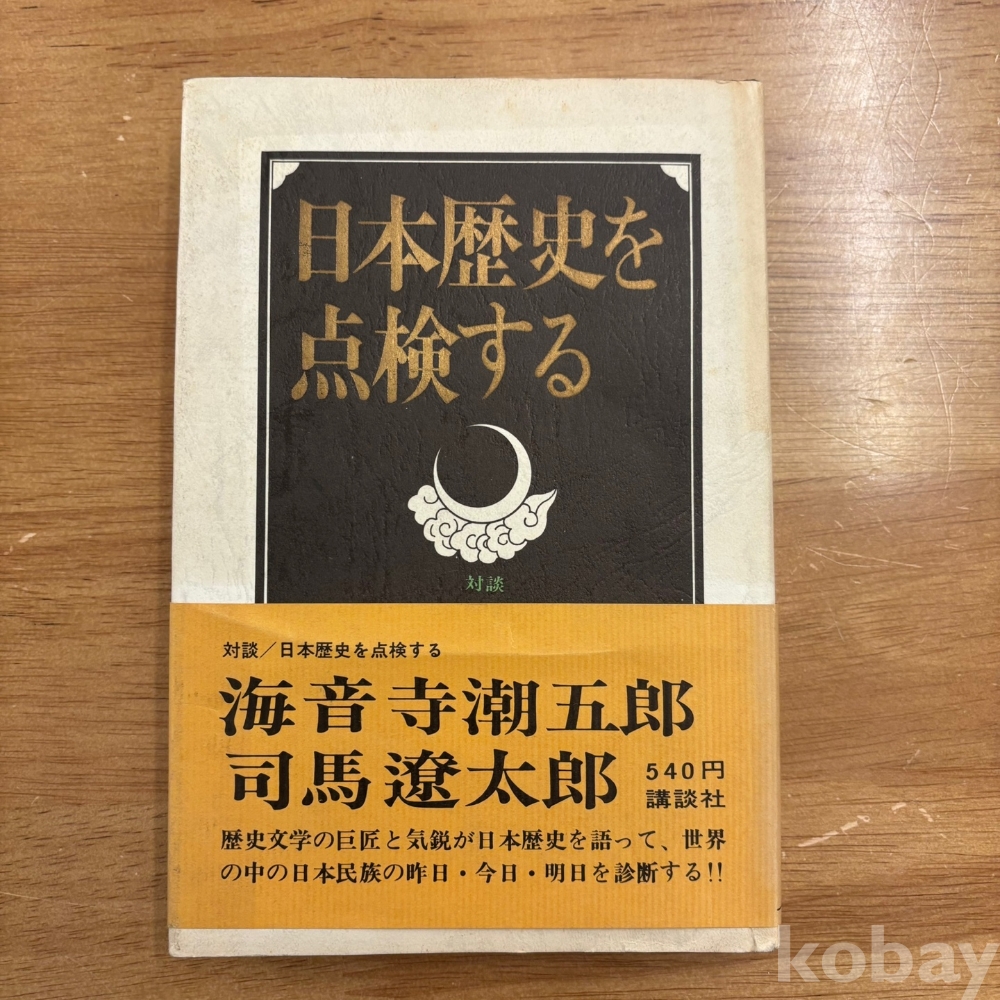 日本歴史を
点検する
対談
対談／日本歴史を点検する
海音寺潮五郎
司馬遼太郎
540円
講談社
歴史文学の巨匠と気鋭が日本歴史を語って、世界
の中の日本民族の昨日・今日・明日を診断する!!
kobay